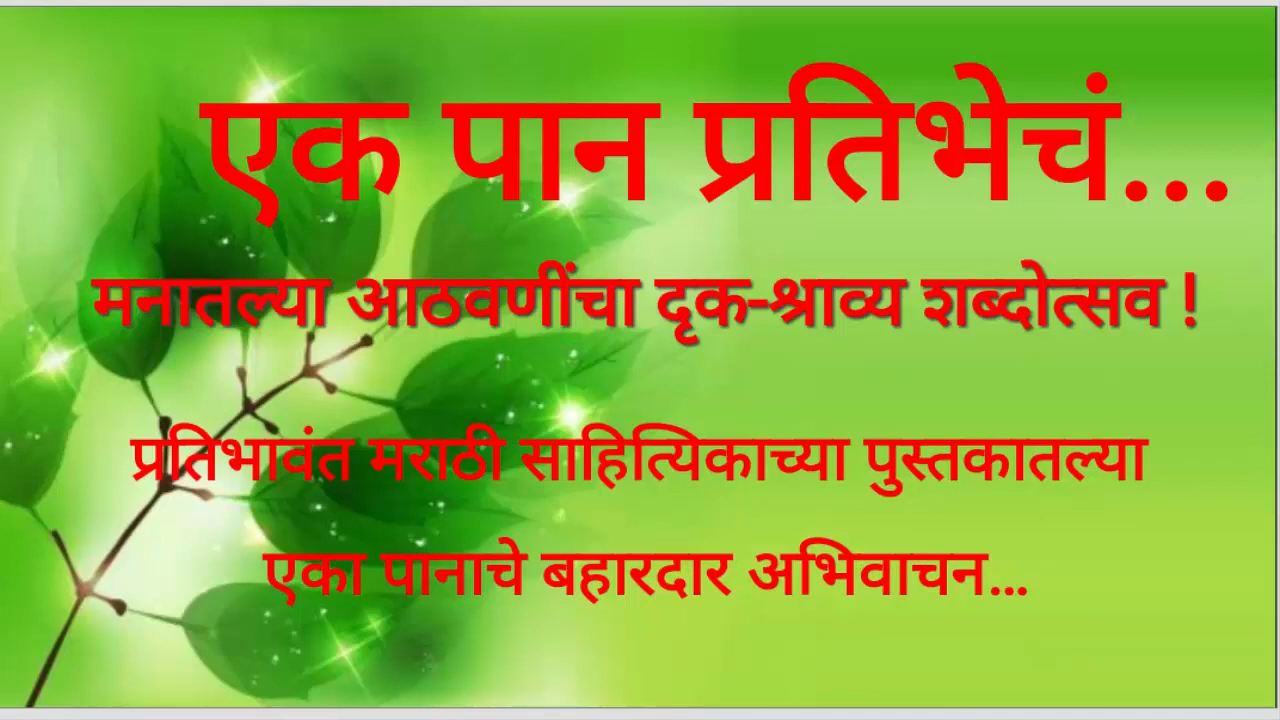 एक पान प्रतिभेचं...
मनातल्या आठवणींचा दृक-श्राव्य शब्दोत्सव !
प्रतिभावंत मराठी साहित्यिकाच्या पुस्तकातल्या
एका पानाचे बहारदार अभिवाचन...